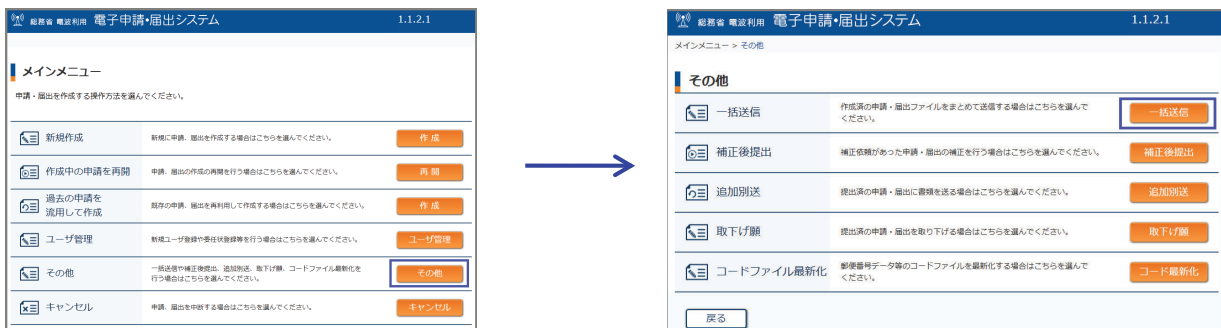 総務省 電波利用 電子申請・届出システム 1.1.2.1
メインメニュー
申請・届出を作成する操作方法を選んでください。
新規作成 新規に申請、届出を作成する場合はこちらを選んでください。 作 成
作成中の申請を再開 申請、届出の作成の再開を行う場合はこちらを選んでください。 再 開
過去の申請を
流用して作成 既存の申請、届出を再利用して作成する場合はこちらを選んでください。 作 成
ユーザ管理 新規ユーザ登録や委任状登録等を行う場合はこちらを選んでください。 ユーザ管理
その他 一括送信や補正後提出、追加別送、取下げ願、コードファイル最新化を
行う場合はこちらを選んでください。 その他
キャンセル 申請、届出を中断する場合はこちらを選んでください。 キャンセル
総務省 電波利用 電子申請・届出システム 1.1.2.1
メインメニュー > その他
その他
一括送信 作成済の申請・届出ファイルをまとめて送信する場合はこちらを選んで
ください。 一括送信
補正後提出 補正依頼があった申請・届出の補正を行う場合はこちらを選んでください。 補正後提出
追加別送 提出済の申請・届出に書類を送る場合はこちらを選んでください。 追加別送
取下げ願 提出済の申請・届出を取り下げる場合はこちらを選んでください。 取下げ願
コードファイル最新化 郵便番号データ等のコードファイルを最新化する場合はこちらを選んで
ください。 コード最新化
戻る